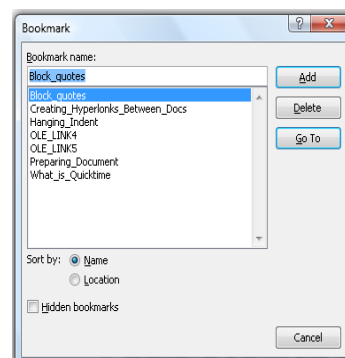 Bookmark
Bookmark name:
Block_quotes
Add
Block_quotes
Creating_Hyperlonks_Between_Docs
Hanging_Indent
OLE_LINK4
OLE_LINK5
Preparing_Document
What_is_Quicktime
Delete
Go To
Sort by: Name
Location
Hidden bookmarks
Cancel